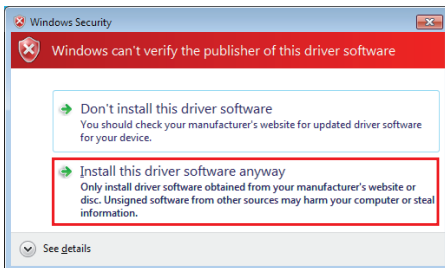 Windows Security
Windows can't verify the publisher of this driver software
Don't install this driver software
You should check your manufacturer's website for updated driver software
for your device.
Install this driver software anyway
Only install driver software obtained from your manufacturer's website or
disc. Unsigned software from other sources may harm your computer or steal
information.
See details